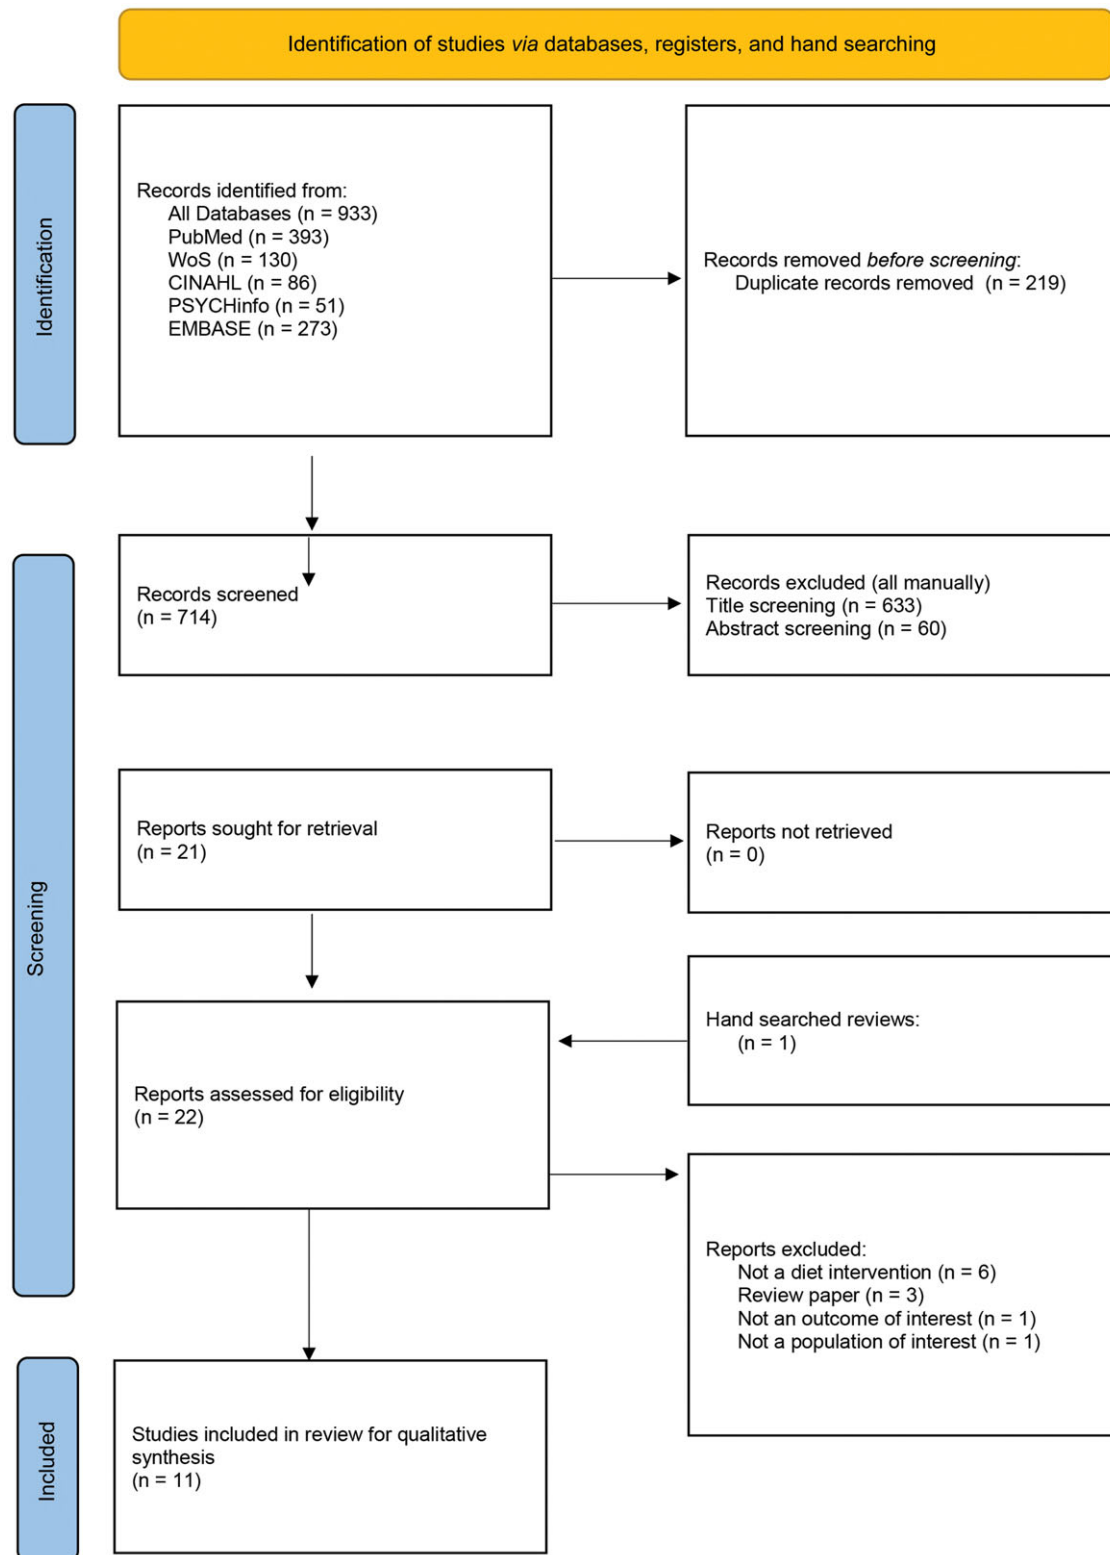 Identification of studies via databases, registers, and hand searching
Identification
Records identified from:
All Databases (n = 933)
PubMed (n = 393)
WoS (n = 130)
CINAHL (n = 86)
PSYCHinfo (n = 51)
EMBASE (n = 273)
Records removed before screening:
Duplicate records removed (n = 219)
Screening
Records screened
(n = 714)
Records excluded (all manually)
Title screening (n = 633)
Abstract screening (n = 60)
Reports sought for retrieval
(n = 21)
Reports not retrieved
(n = 0)
Hand searched reviews:
(n = 1)
Reports assessed for eligibility
(n = 22)
Reports excluded:
Not a diet intervention (n = 6)
Review paper (n = 3)
Not an outcome of interest (n = 1)
Not a population of interest (n = 1)
Included
Studies included in review for qualitative
synthesis
(n = 11)